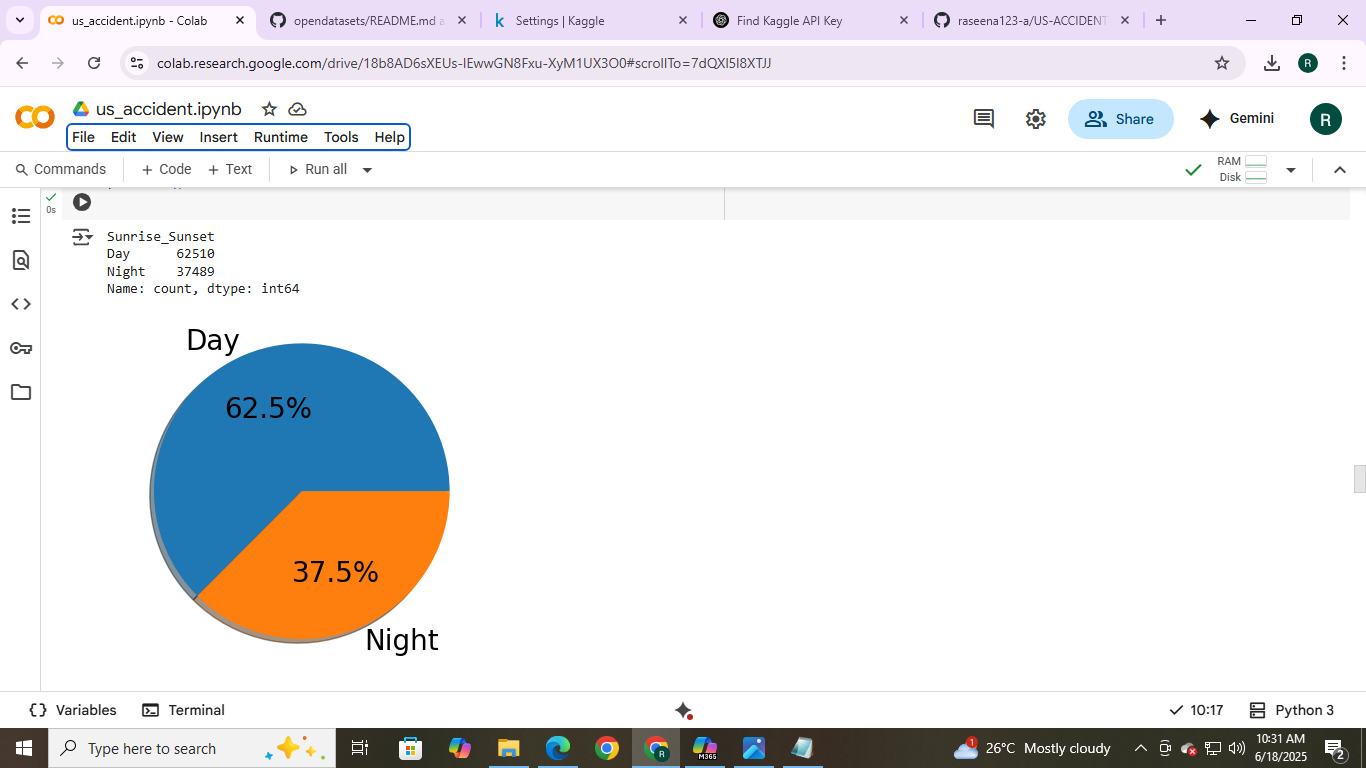 us_accident.ipynb - Colab
opendatasets/README.md a
Settings | Kaggle
Find Kaggle API Key
raseena123-a/US-ACCIDENT
colab.research.google.com/drive/18b8AD6sXEUs-IEwwGN8Fxu-XyM1UX3O0#scrollTo=7dQXI5I8XTJJ
R
us_accident.ipynb
File Edit View Insert Runtime Tools Help
Share
Gemini
R
Commands + Code + Text Run all
RAM
Disk
0s
Sunrise_Sunset
Day 62510
Night 37489
Name: count, dtype: int64
Day
62.5%
37.5%
Night
Variables Terminal
10:17 Python 3
Type here to search
M365
1
26°C Mostly cloudy
10:31 AM
6/18/2025
2